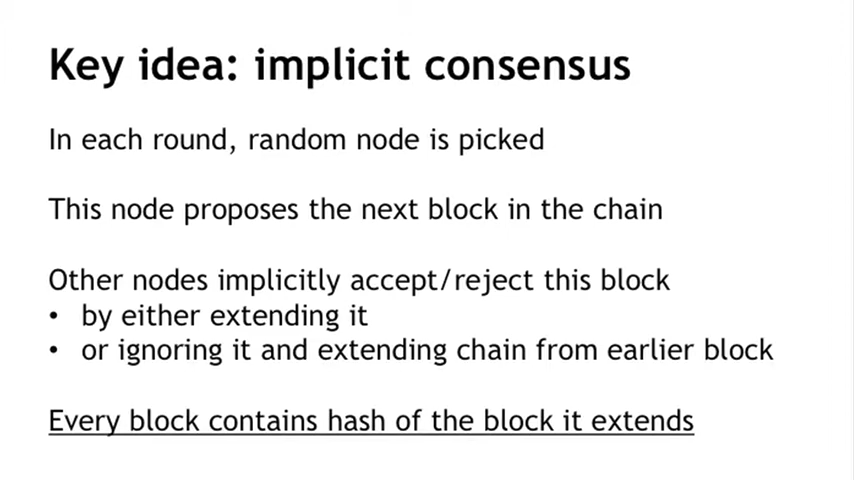 Key idea: implicit consensus
In each round, random node is picked
This node proposes the next block in the chain
Other nodes implicitly accept/reject this block
• by either extending it
• or ignoring it and extending chain from earlier block
Every block contains hash of the block it extends